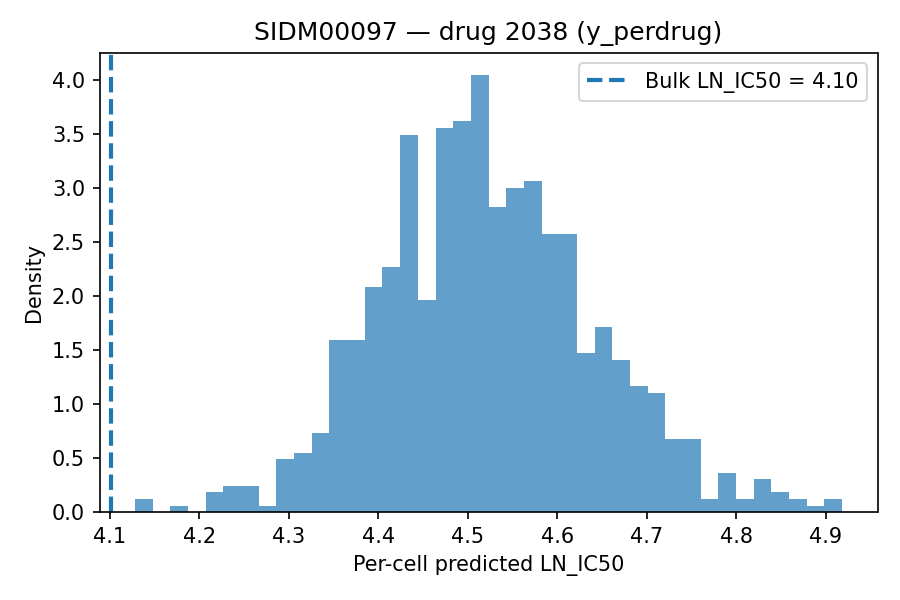 SIDM00097 — drug 2038 (y_perdrug)
Bulk LN_IC50 = 4.10
Density
4.0
3.5
3.0
2.5
2.0
1.5
1.0
0.5
0.0
4.1 4.2 4.3 4.4 4.5 4.6 4.7 4.8 4.9
Per-cell predicted LN_IC50